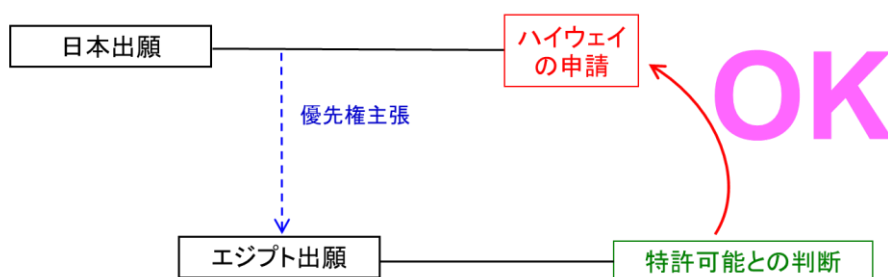 日本出願
ハイウェイ
の申請
OK
優先権主張
エジプト出願
特許可能との判断